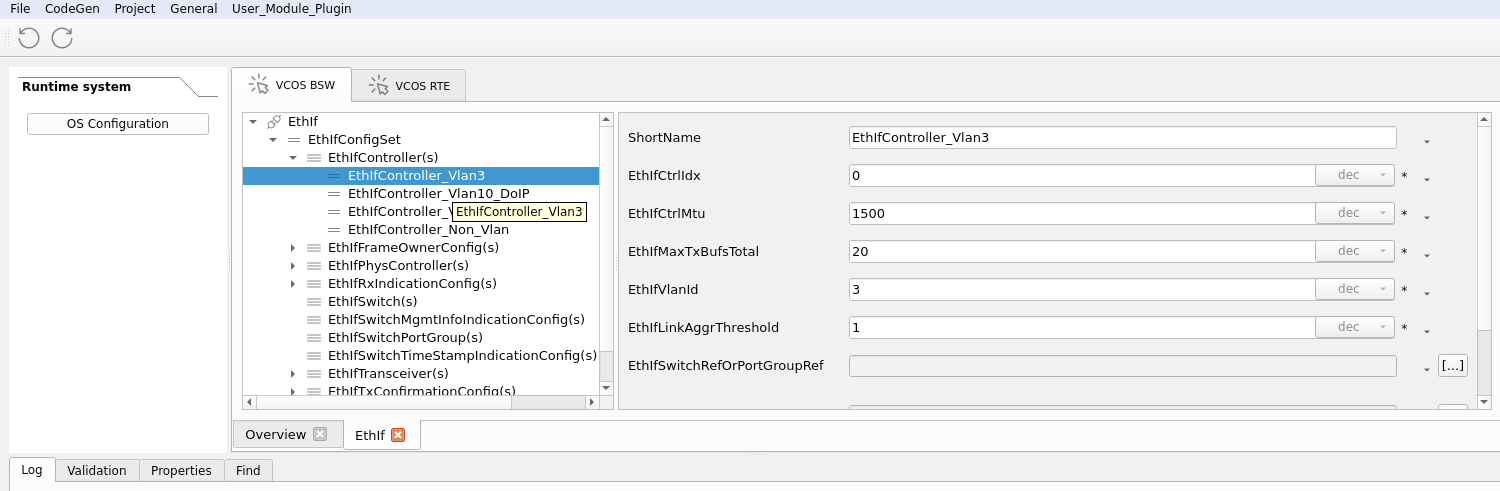 File CodeGen Project General User_Module_Plugin
Runtime system
OS Configuration
VCOS BSW VCOS RTE
EthIf
EthIfConfigSet
EthIfController(s)
EthIfController_Vlan3
EthIfController_Vlan10_DoIP
EthIfController_V
EthIfController_Vlan3
EthIfController_Non_Vlan
EthIfFrameOwnerConfig(s)
EthIfPhysController(s)
EthIfRxIndicationConfig(s)
EthIfSwitch(s)
EthIfSwitchMgmtInfoIndicationConfig(s)
EthIfSwitchPortGroup(s)
EthIfSwitchTimeStampIndicationConfig(s)
EthIfTransceiver(s)
EthIfTxConfirmationConfig(s)
ShortName EthIfController_Vlan3
EthIfCtrlIdx 0 dec *
EthIfCtrlMtu 1500 dec *
EthIfMaxTxBufsTotal 20 dec *
EthIfVlanId 3 dec *
EthIfLinkAggrThreshold 1 dec *
EthIfSwitchRefOrPortGroupRef [...]
Overview EthIf
Log Validation Properties Find